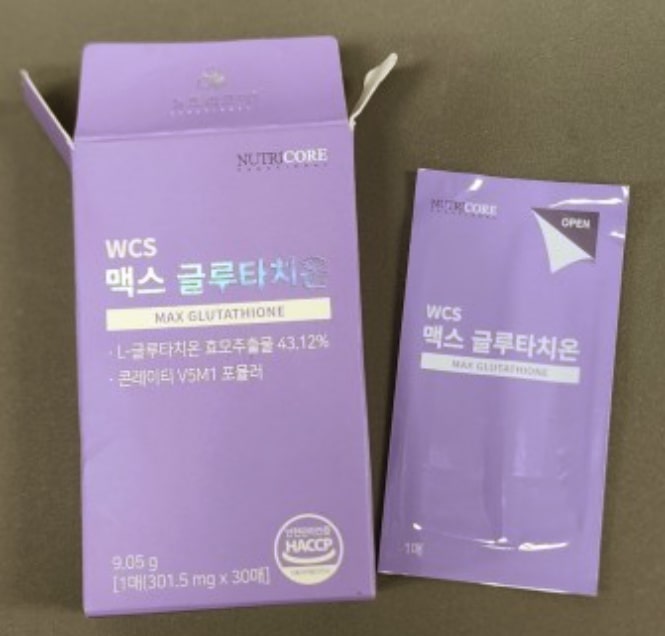 NUTRICORE
WCS
맥스 글루타치온
MAX GLUTATHIONE
· L-글루타치온 효모추출물 43.12%
· 콘레미티 V5M1 포뮬러
HACCP
9.05 g
[1매(301.5 mg x 30매]
NUTRICORE
OPEN
WCS
맥스 글루타치온
MAX GLUTATHIONE
1매